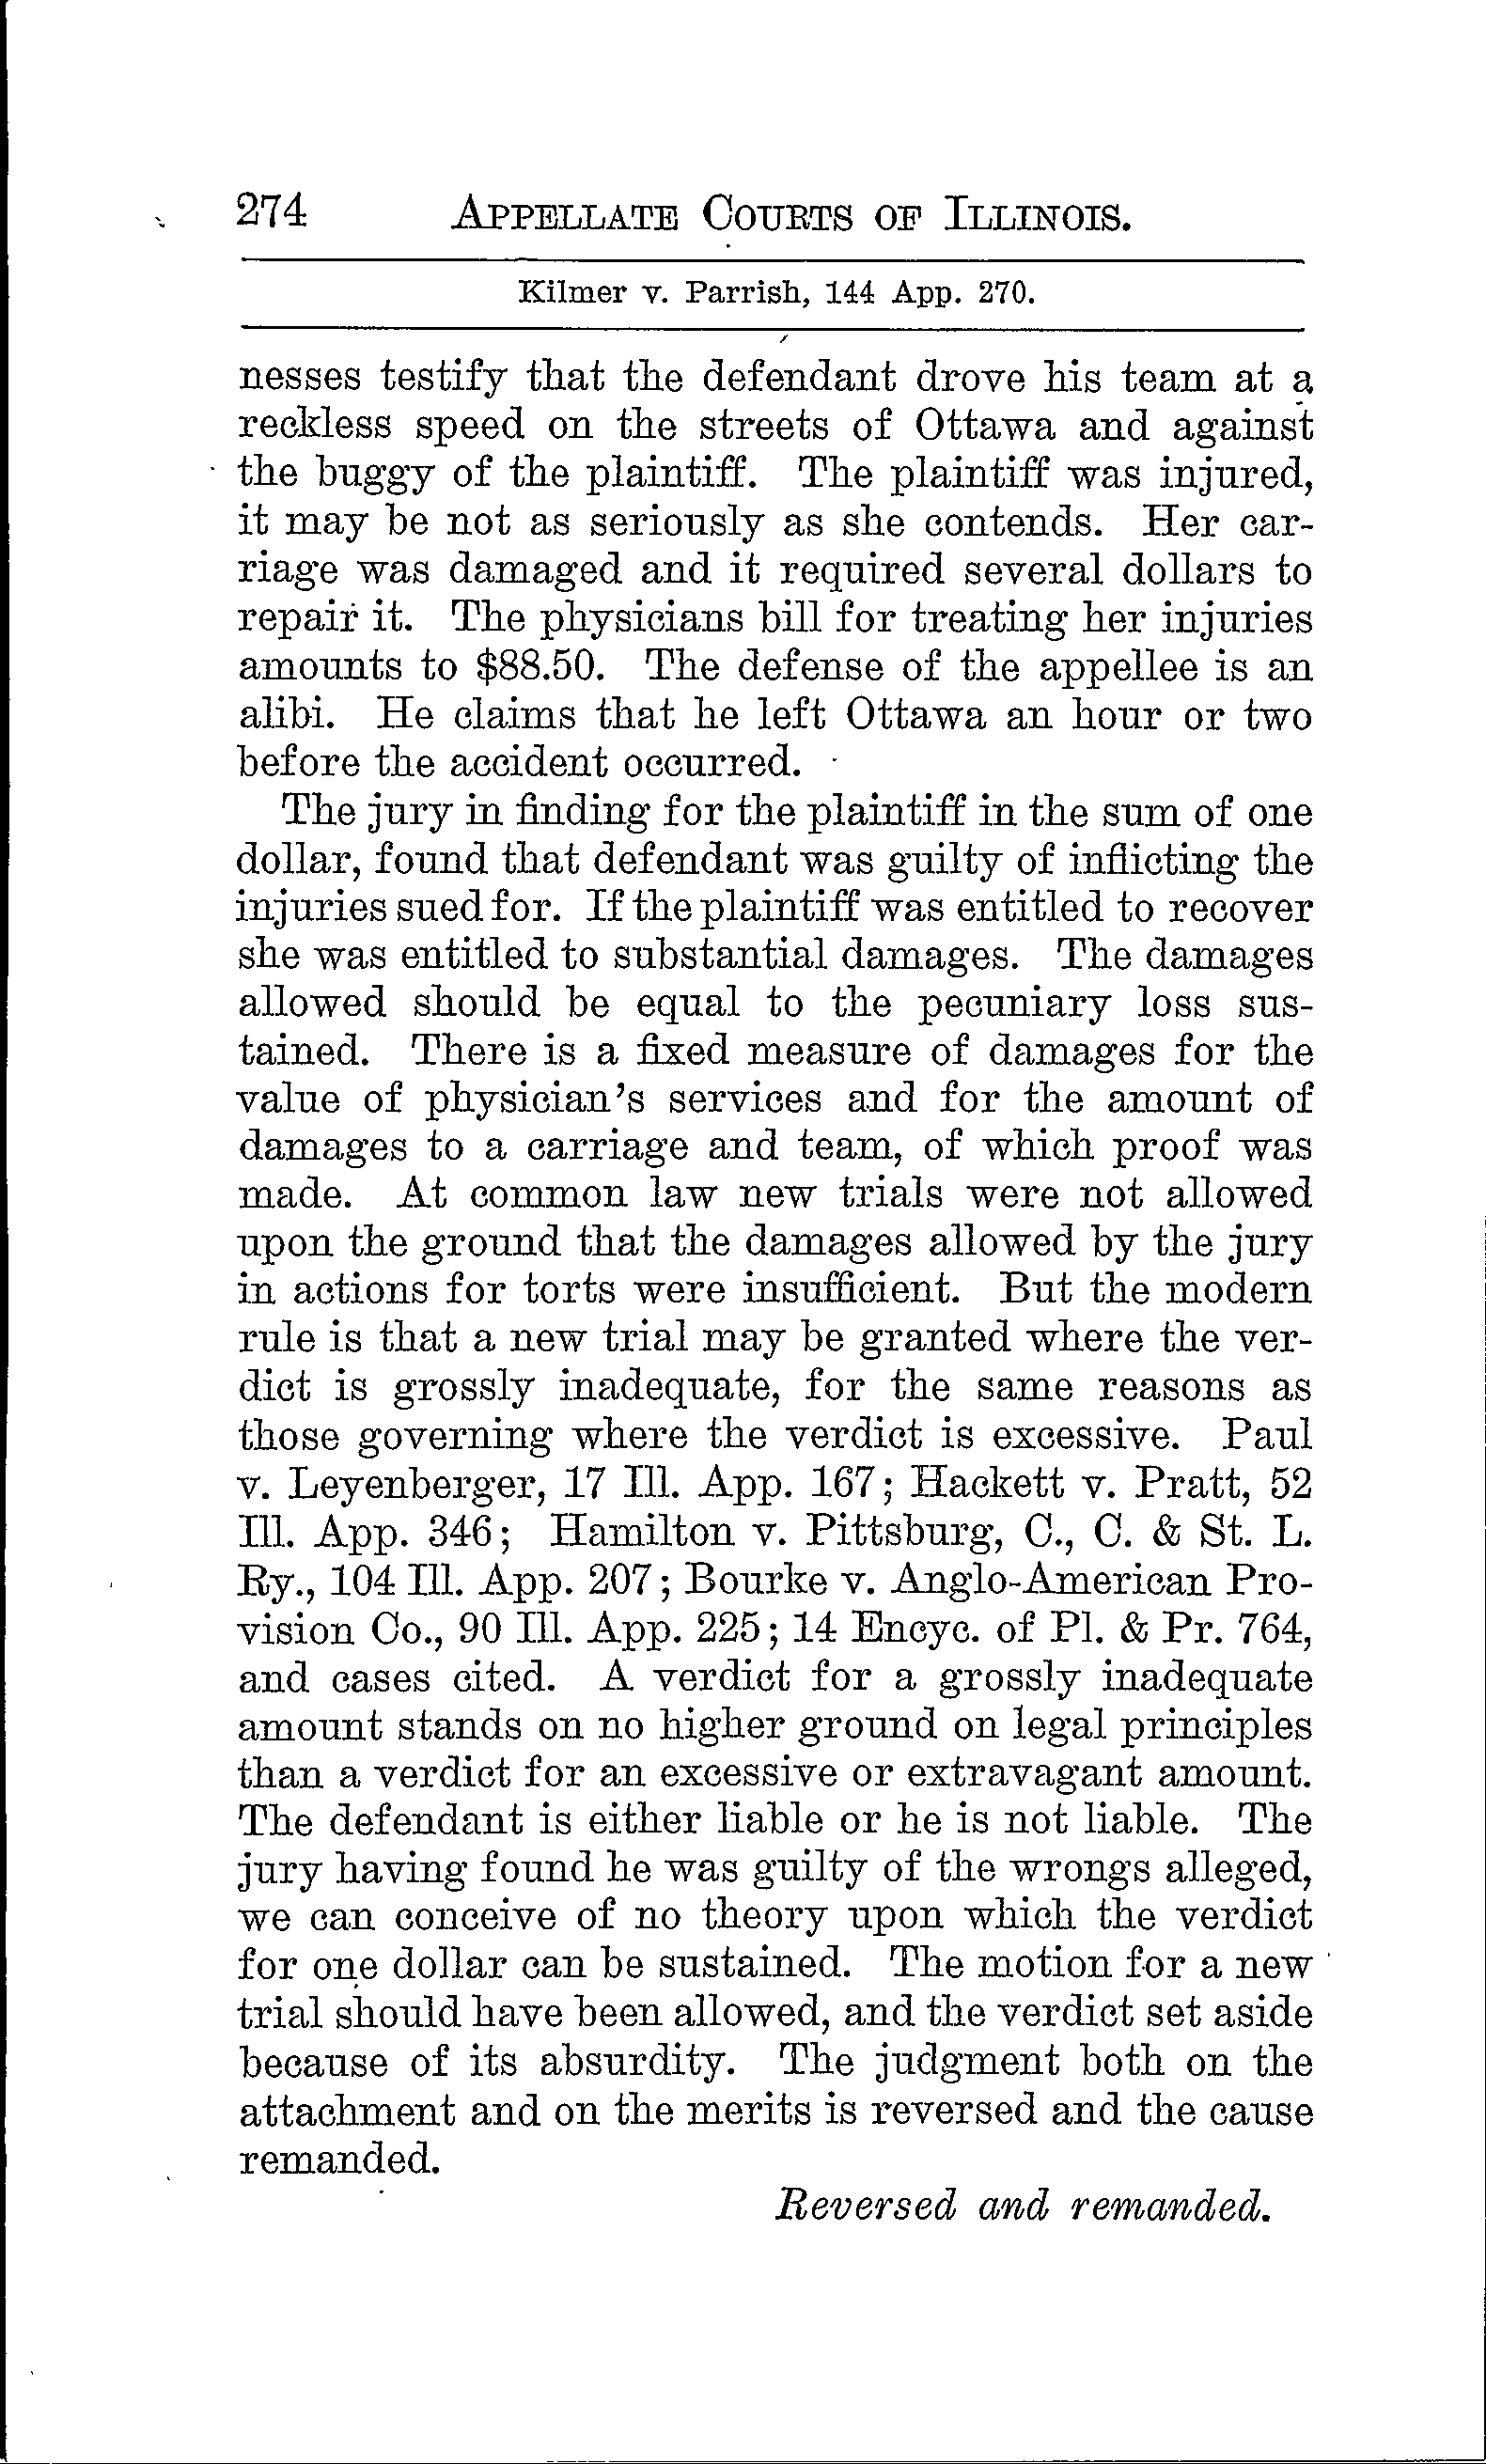 274 APPELLATE COURTS OF ILLINOIS.
Kilmer v. Parrish, 144 App. 270.
nesses testify that the defendant drove his team at a
reckless speed on the streets of Ottawa and against
the buggy of the plaintiff. The plaintiff was injured,
it may be not as seriously as she contends. Her car-
riage was damaged and it required several dollars to
repair it. The physicians bill for treating her injuries
amounts to $88.50. The defense of the appellee is an
alibi. He claims that he left Ottawa an hour or two
before the accident occurred.
The jury in finding for the plaintiff in the sum of one
dollar, found that defendant was guilty of inflicting the
injuries sued for. If the plaintiff was entitled to recover
she was entitled to substantial damages. The damages
allowed should be equal to the pecuniary loss sus-
tained. There is a fixed measure of damages for the
value of physician's services and for the amount of
damages to a carriage and team, of which proof was
made. At common law new trials were not allowed
upon the ground that the damages allowed by the jury
in actions for torts were insufficient. But the modern
rule is that a new trial may be granted where the ver-
dict is grossly inadequate, for the same reasons as
those governing where the verdict is excessive. Paul
v. Leyenberger, 17 Ill. App. 167; Hackett v. Pratt, 52
Ill. App. 346; Hamilton v. Pittsburg, C., C. & St. L.
Ry., 104 Ill. App. 207; Bourke v. Anglo-American Pro-
vision Co., 90 Ill. App. 225; 14 Encyc. of Pl. & Pr. 764,
and cases cited. A verdict for a grossly inadequate
amount stands on no higher ground on legal principles
than a verdict for an excessive or extravagant amount.
The defendant is either liable or he is not liable. The
jury having found he was guilty of the wrongs alleged,
we can conceive of no theory upon which the verdict
for one dollar can be sustained. The motion for a new
trial should have been allowed, and the verdict set aside
because of its absurdity. The judgment both on the
attachment and on the merits is reversed and the cause
remanded.
Reversed and remanded.